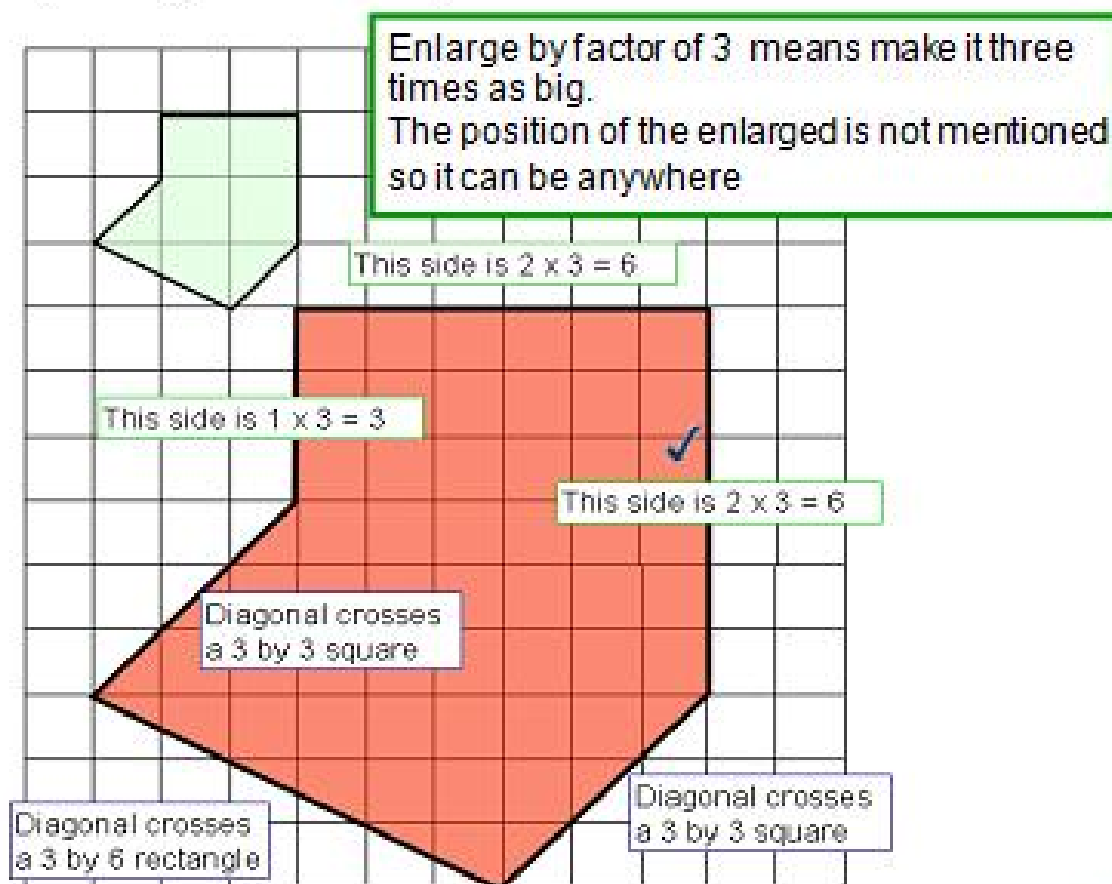 Enlarge by factor of 3 means make it three
times as big.
The position of the enlarged is not mentioned
so it can be anywhere
This side is 2 x 3 = 6
This side is 1 x 3 = 3
This side is 2 x 3 = 6
Diagonal crosses
a 3 by 3 square
Diagonal crosses
a 3 by 3 square
Diagonal crosses
a 3 by 6 rectangle